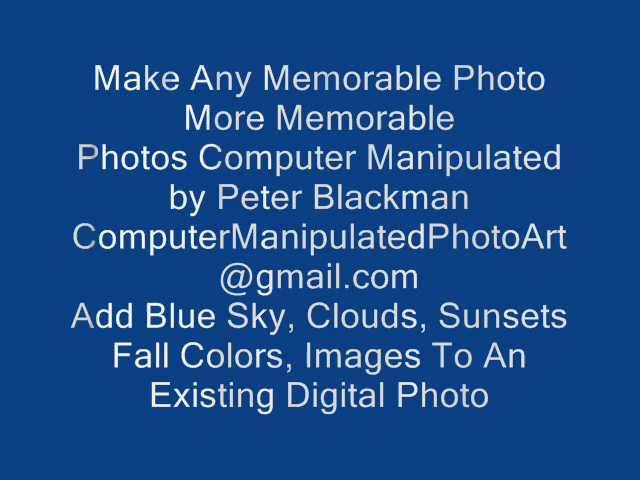 Make Any Memorable Photo
More Memorable
Photos Computer Manipulated
by Peter Blackman
ComputerManipulatedPhotoArt
@gmail.com
Add Blue Sky, Clouds, Sunsets
Fall Colors, Images To An
Existing Digital Photo